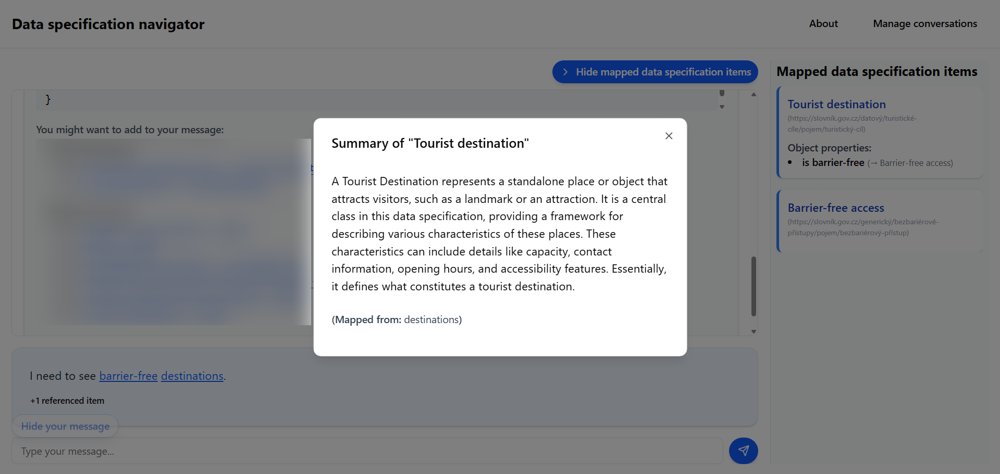 Data specification navigator
About
Manage conversations
Hide mapped data specification items
}
You might want to add to your message:
Summary of "Tourist destination"
A Tourist Destination represents a standalone place or object that
attracts visitors, such as a landmark or an attraction. It is a central
class in this data specification, providing a framework for
describing various characteristics of these places. These
characteristics can include details like capacity, contact
information, opening hours, and accessibility features. Essentially,
it defines what constitutes a tourist destination.
(Mapped from: destinations)
I need to see barrier-free destinations.
+1 referenced item
Hide your message
Type your message...
Mapped data specification items
Tourist destination
(https://slovník.gov.cz/datový/turistické-
cíle/pojem/turistický-cíl)
Object properties:
• is barrier-free (→ Barrier-free access)
Barrier-free access
(https://slovník.gov.cz/generický/bezbariérové-
přístupy/pojem/bezbariérový-přístup)